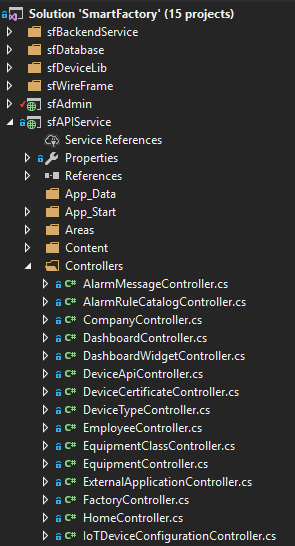 Solution 'SmartFactory' (15 projects)
sfBackendService
sfDatabase
sfDeviceLib
sfWireFrame
sfAdmin
sfAPIService
Service References
Properties
References
App_Data
App_Start
Areas
Content
Controllers
C# AlarmMessageController.cs
C# AlarmRuleCatalogController.cs
C# CompanyController.cs
C# DashboardController.cs
C# DashboardWidgetController.cs
C# DeviceApiController.cs
C# DeviceCertificateController.cs
C# DeviceTypeController.cs
C# EmployeeController.cs
C# EquipmentClassController.cs
C# EquipmentController.cs
C# ExternalApplicationController.cs
C# FactoryController.cs
C# HomeController.cs
C# IoTDeviceConfigurationController.cs